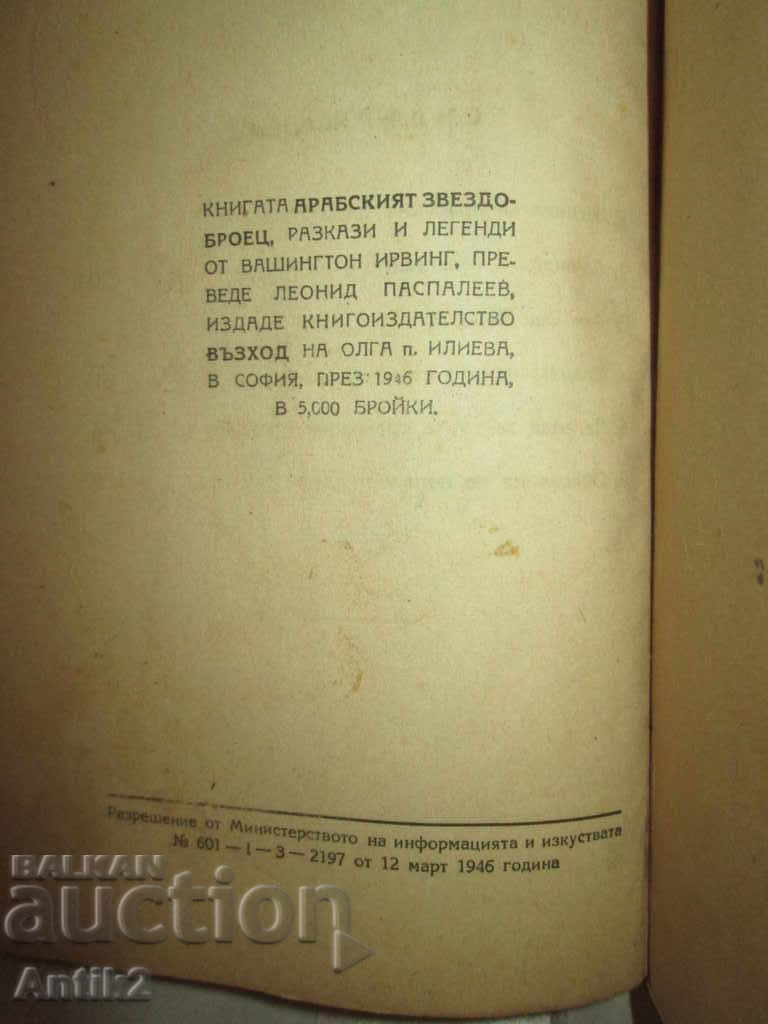 КНИГАТА АРАБСКИЯТ ЗВЕЗДО-
БРОЕЦ, РАЗКАЗИ И ЛЕГЕНДИ
ОТ ВАШИНГТОН ИРВИНГ, ПРЕ-
ВЕДЕ ЛЕОНИД ПАСПАЛЕЕВ,
ИЗДАДЕ КНИГОИЗДАТЕЛСТВО
ВЪЗХОД НА ОЛГА п. ИЛИЕВА,
В СОФИЯ, ПРЕЗ 1946 ГОДИНА,
В 5,000 БРОЙКИ.
Разрешение от Министерството на информацията и изкуствата
№ 601—1—3—2197 от 12 март 1946 година
BALKAN
auction
Antik2